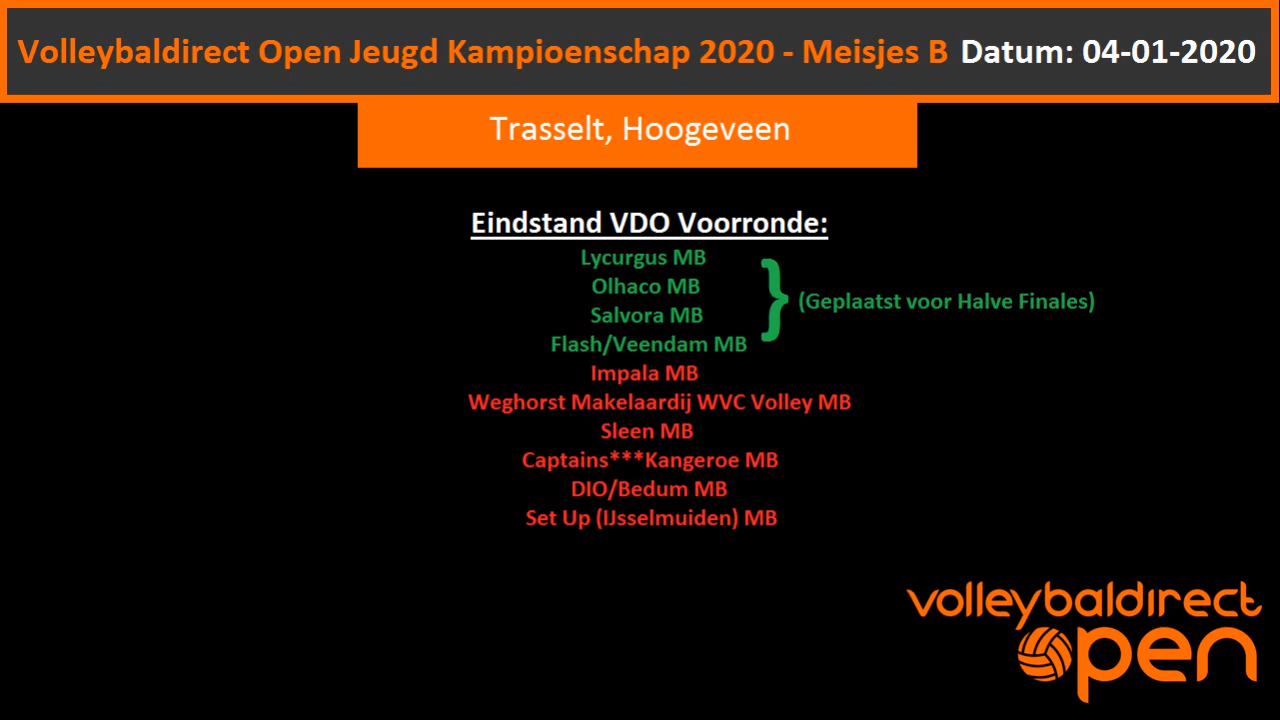 Volleybaldirect Open Jeugd Kampioenschap 2020 - Meisjes B Datum: 04-01-2020
Trasselt, Hoogeveen
Eindstand VDO Voorronde:
Lycurgus MB
Olhaco MB
(Geplaatst voor Halve Finales)
Salvora MB
Flash/Veendam MB
Impala MB
Weghorst Makelaardij WVC Volley MB
Sleen MB
Captains***Kangeroe MB
DIO/Bedum MB
Set Up (IJsselmuiden) MB
volleybaldirect
open